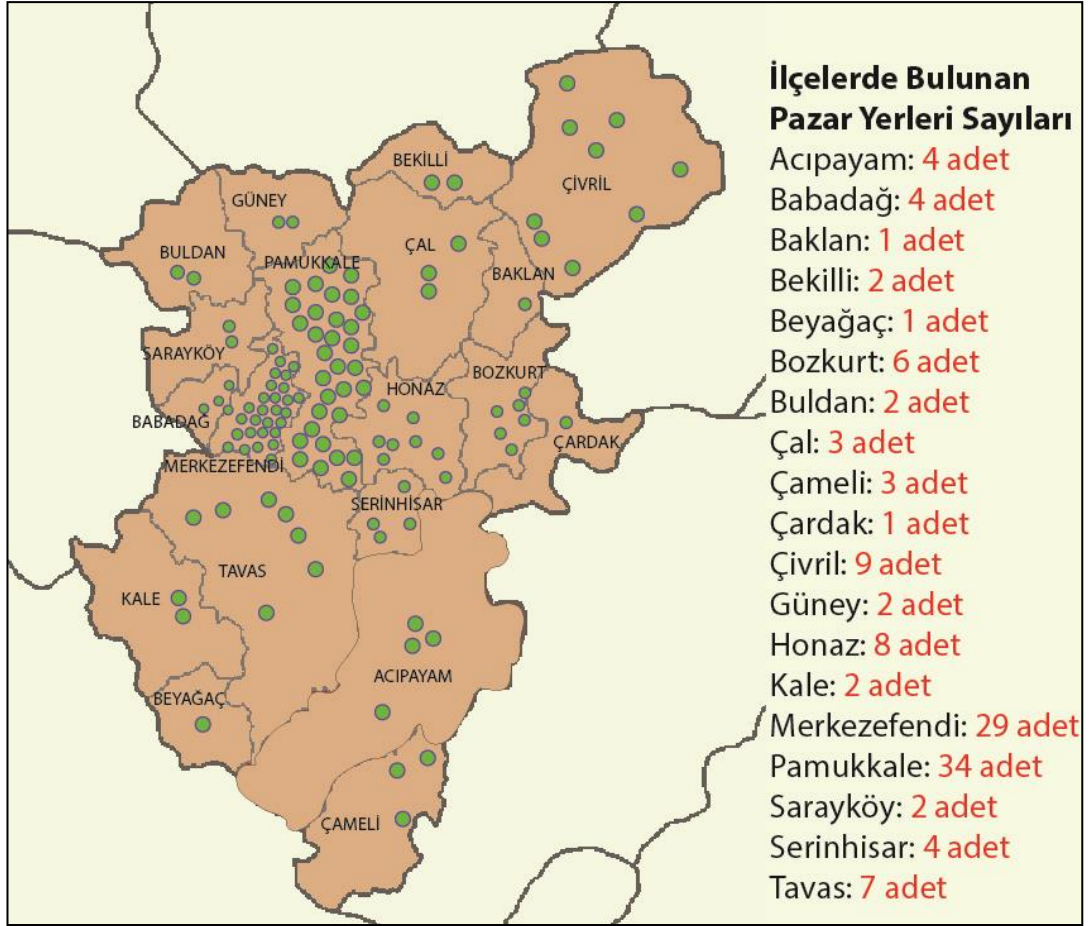 BEKİLLİ
ÇİVRİL
GÜNEY
ÇAL
BULDAN
PAMUKKALE
BAKLAN
SARAYKÖY
BOZKURT
HONAZ
BABADAĞ
ÇARDAK
MERKEZEFENDİ
SERİNHİSAR
TAVAS
KALE
ACIPAYAM
BEYAĞAÇ
ÇAMELİ
İlçelerde Bulunan
Pazar Yerleri Sayıları
Acıpayam: 4 adet
Babadağ: 4 adet
Baklan: 1 adet
Bekilli: 2 adet
Beyağaç: 1 adet
Bozkurt: 6 adet
Buldan: 2 adet
Çal: 3 adet
Çameli: 3 adet
Çardak: 1 adet
Çivril: 9 adet
Güney: 2 adet
Honaz: 8 adet
Kale: 2 adet
Merkezefendi: 29 adet
Pamukkale: 34 adet
Sarayköy: 2 adet
Serinhisar: 4 adet
Tavas: 7 adet